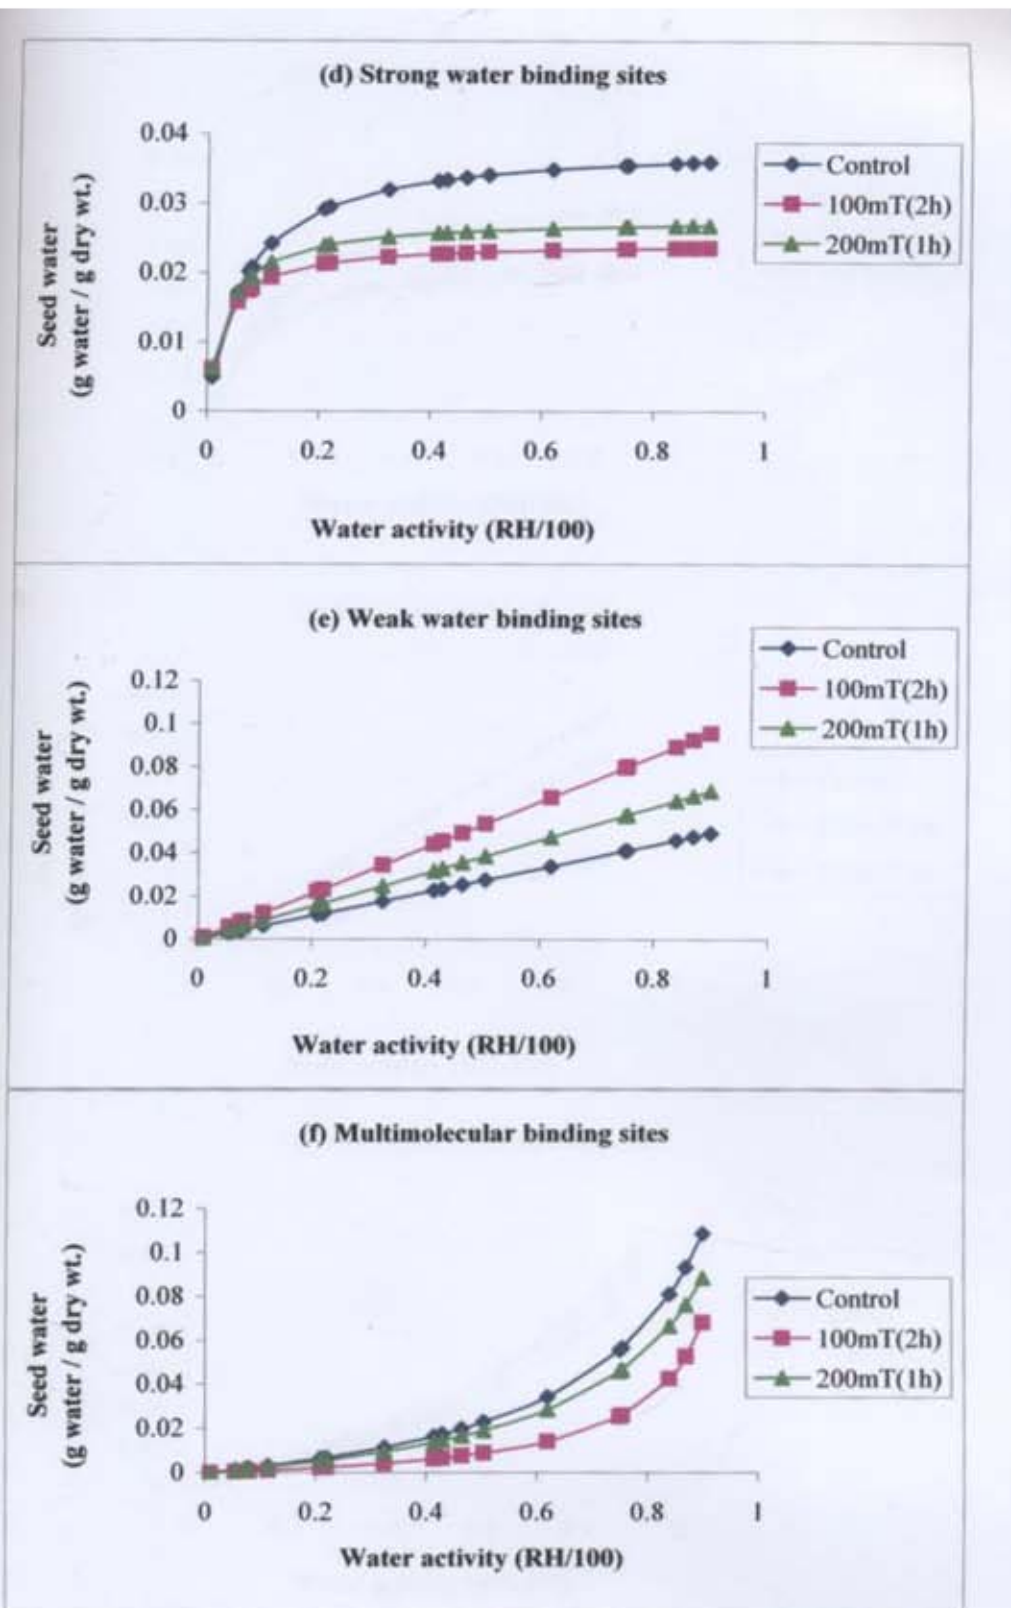 (d) Strong water binding sites
Seed water
(g water / g dry wt.)
0.04
0.03
0.02
0.01
0
0 0.2 0.4 0.6 0.8 1
Water activity (RH/100)
Control
100mT(2h)
200mT(1h)
(e) Weak water binding sites
Seed water
(g water / g dry wt.)
0.12
0.1
0.08
0.06
0.04
0.02
0
0 0.2 0.4 0.6 0.8 1
Water activity (RH/100)
Control
100mT(2h)
200mT(1h)
(f) Multimolecular binding sites
Seed water
(g water / g dry wt.)
0.12
0.1
0.08
0.06
0.04
0.02
0
0 0.2 0.4 0.6 0.8 1
Water activity (RH/100)
Control
100mT(2h)
200mT(1h)